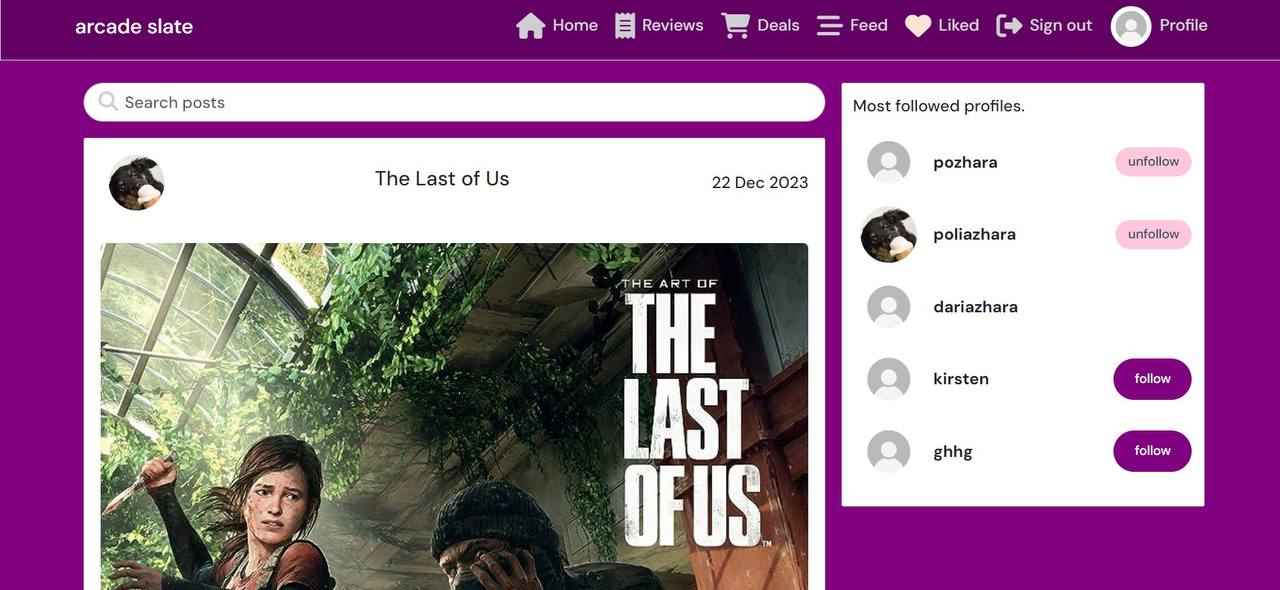 arcade slate
Home Reviews Deals Feed Liked Sign out Profile
Search posts
The Last of Us
22 Dec 2023
THE ART OF
THE
LAST
OF US™
Most followed profiles.
pozhara unfollow
poliazhara unfollow
dariazhara
kirsten follow
ghhg follow